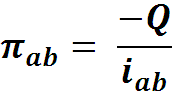 π_ab = −Q / i_ab